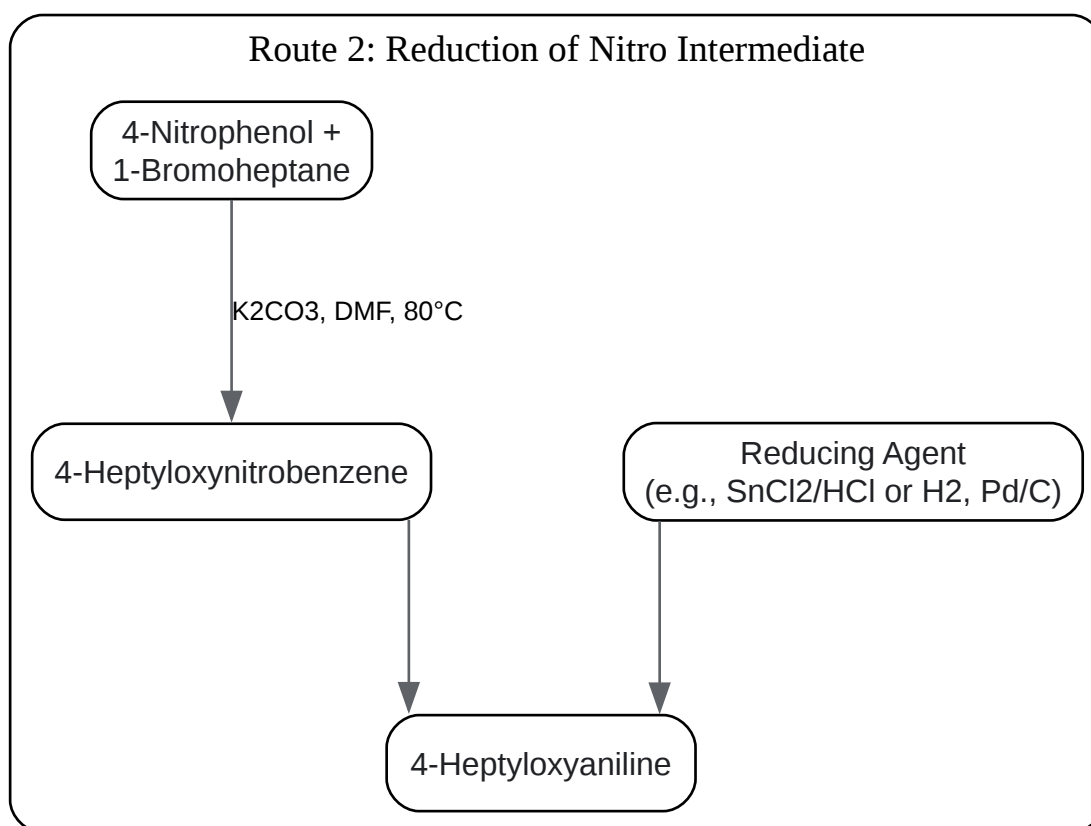 Route 2: Reduction of Nitro Intermediate
4-Nitrophenol +
1-Bromoheptane
K2CO3, DMF, 80°C
4-Heptyloxynitrobenzene
Reducing Agent
(e.g., SnCl2/HCl or H2, Pd/C)
4-Heptyloxyaniline